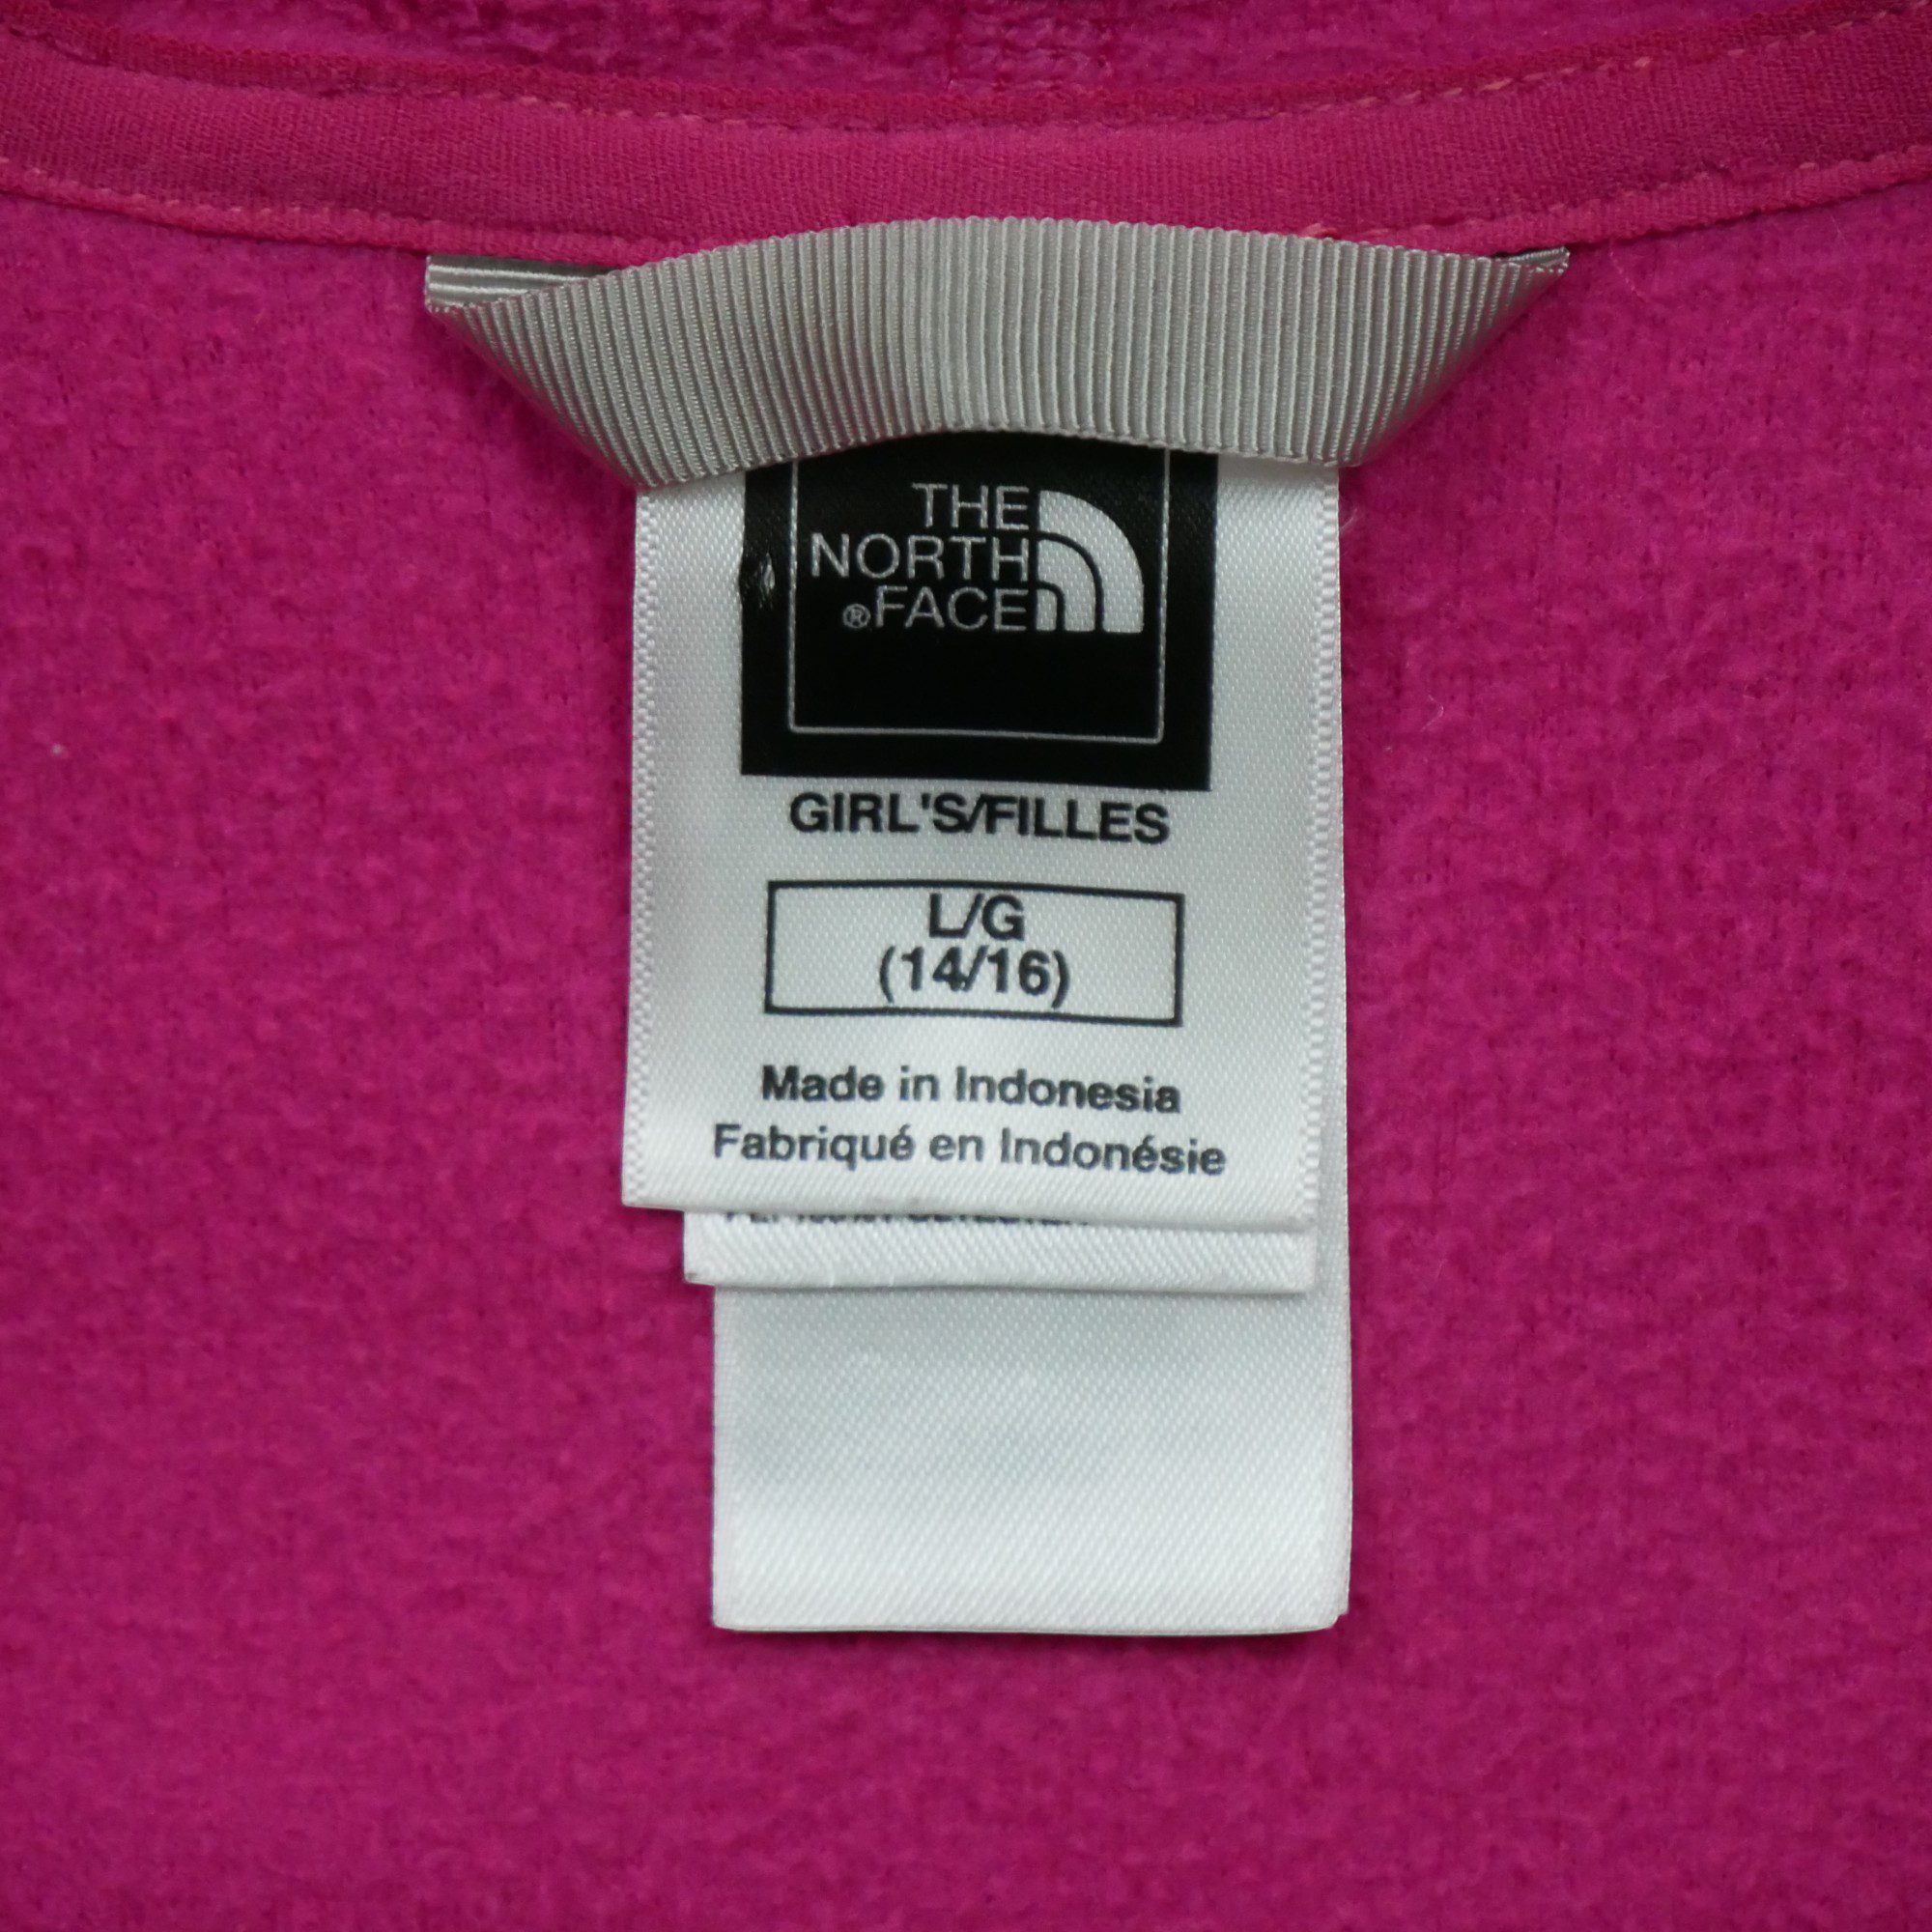 THE
NORTH
®FACE
GIRL'S/FILLES
L/G
(14/16)
Made in Indonesia
Fabriqué en Indonésie